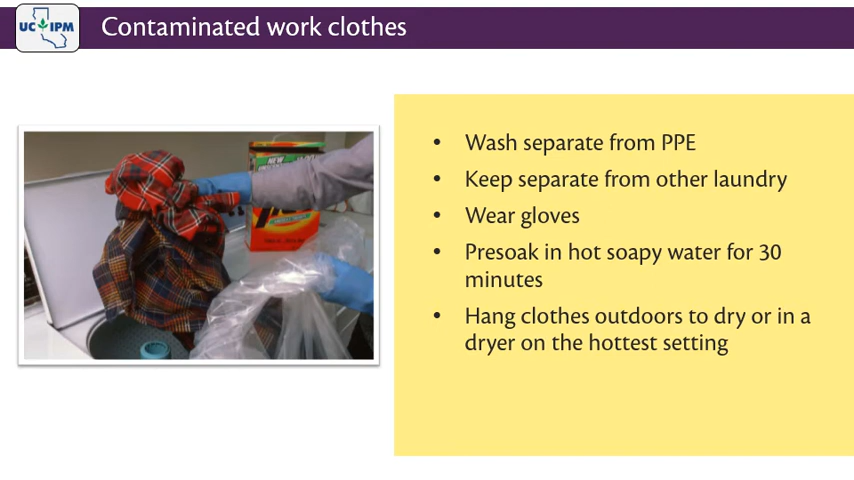 UC IPM
Contaminated work clothes
NEW
• Wash separate from PPE
• Keep separate from other laundry
• Wear gloves
• Presoak in hot soapy water for 30
minutes
• Hang clothes outdoors to dry or in a
dryer on the hottest setting